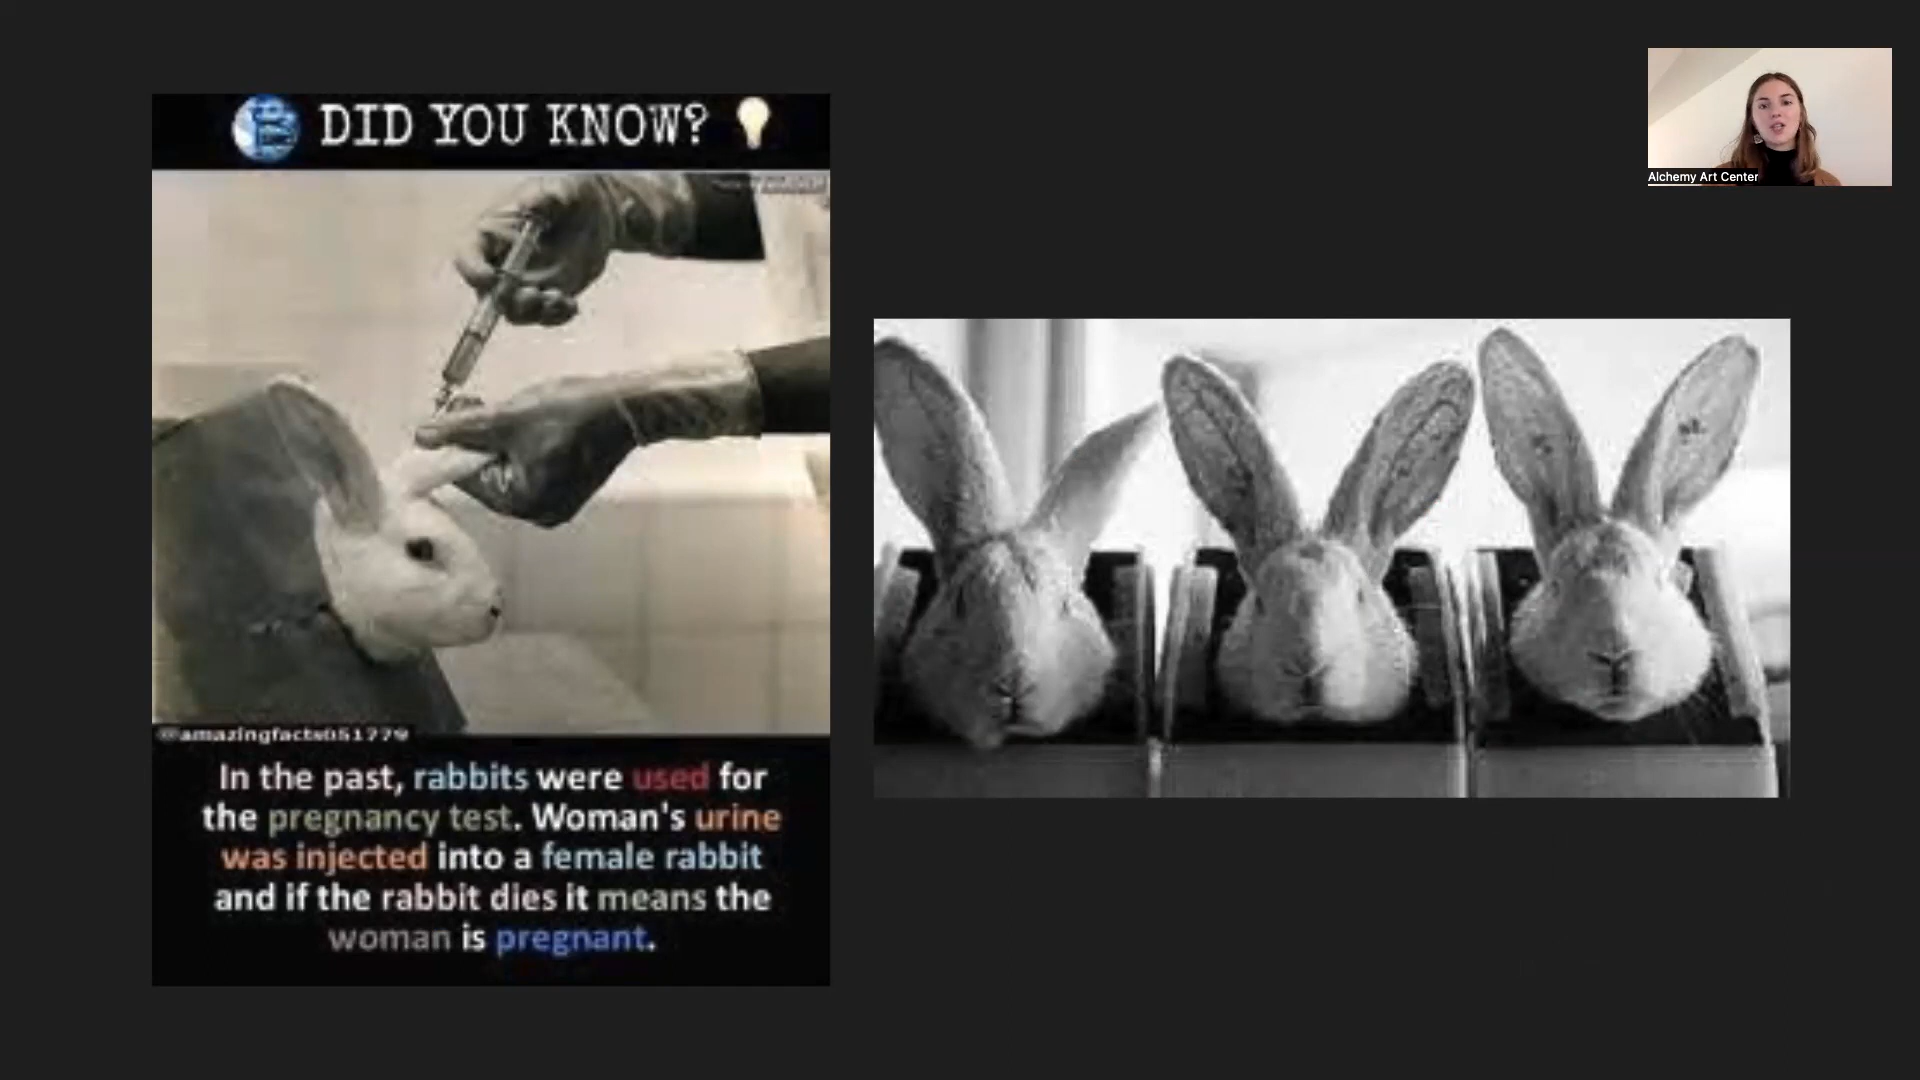 DID YOU KNOW?
@amazingfacts051779
In the past, rabbits were used for
the pregnancy test. Woman's urine
was injected into a female rabbit
and if the rabbit dies it means the
woman is pregnant.
Alchemy Art Center